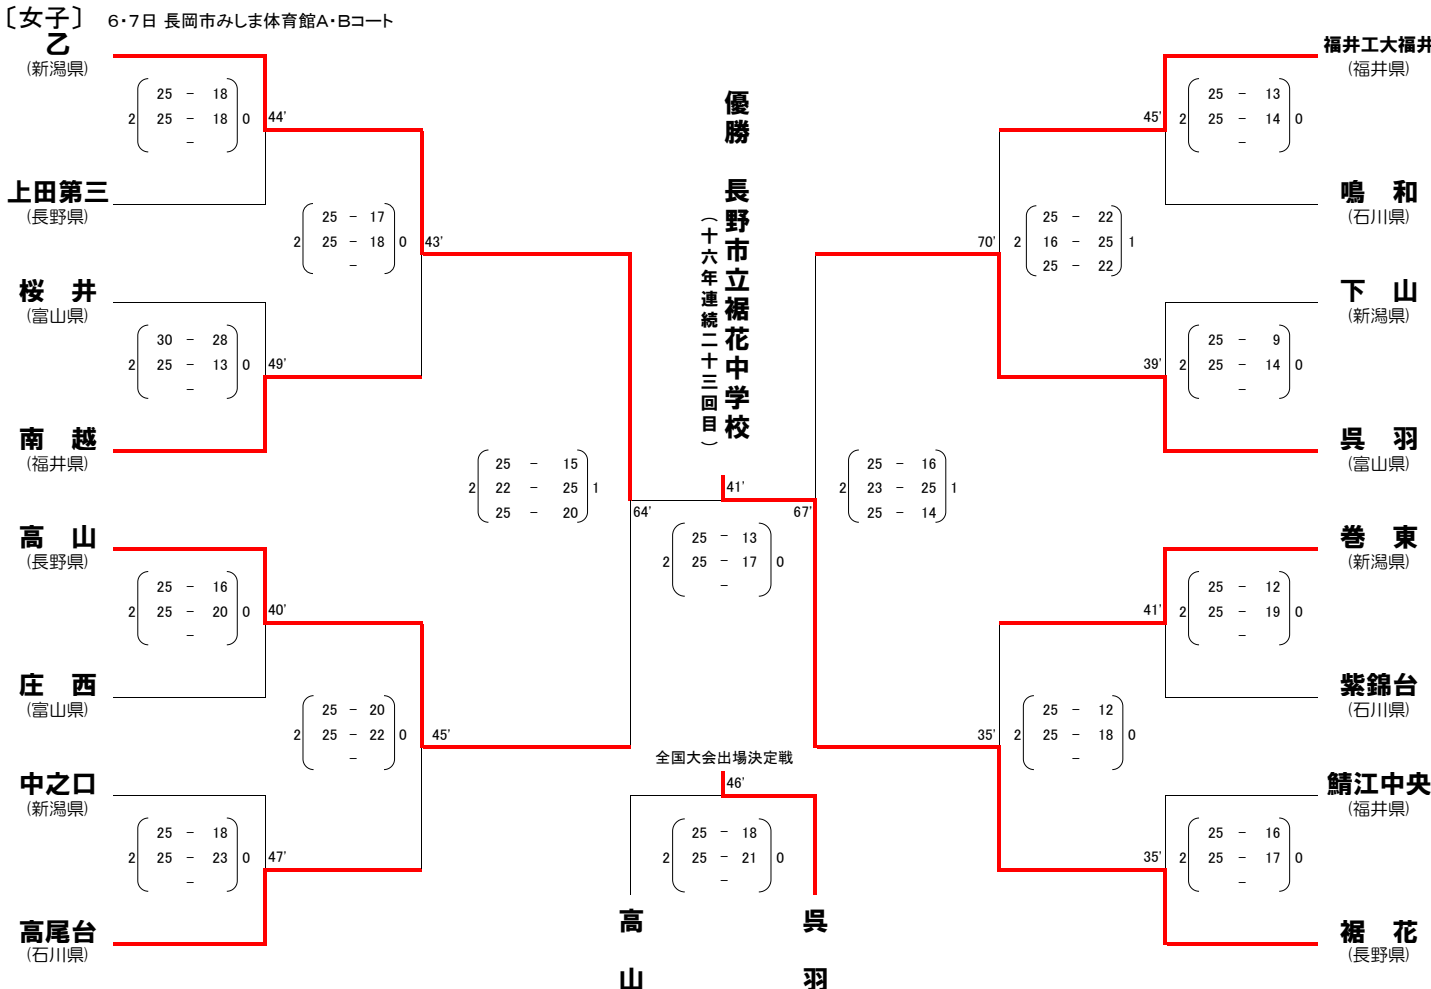 〔女子〕 6・7日 長岡市みしま体育館A・Bコート
乙
(新潟県)
25 - 18
2 25 - 18 0
-
44'
上田第三
(長野県)
25 - 17
2 25 - 18 0
-
43'
桜 井
(富山県)
30 - 28
2 25 - 13 0
-
49'
南 越
(福井県)
25 - 15
2 22 - 25 1
25 - 20
64'
高 山
(長野県)
25 - 16
2 25 - 20 0
-
40'
庄 西
(富山県)
25 - 20
2 25 - 22 0
-
45'
中之口
(新潟県)
25 - 18
2 25 - 23 0
-
47'
高尾台
(石川県)
優勝 長野市立裾花中学校
(十六年連続二十三回目)
41'
25 - 13
2 25 - 17 0
-
全国大会出場決定戦
46'
25 - 18
2 25 - 21 0
-
高山
呉羽
福井工大福井
(福井県)
45'
25 - 13
2 25 - 14 0
-
鳴 和
(石川県)
70'
25 - 22
2 16 - 25 1
25 - 22
下 山
(新潟県)
39'
25 - 9
2 25 - 14 0
-
呉 羽
(富山県)
67'
25 - 16
2 23 - 25 1
25 - 14
巻 東
(新潟県)
41'
25 - 12
2 25 - 19 0
-
紫錦台
(石川県)
35'
25 - 12
2 25 - 18 0
-
鯖江中央
(福井県)
35'
25 - 16
2 25 - 17 0
-
裾 花
(長野県)